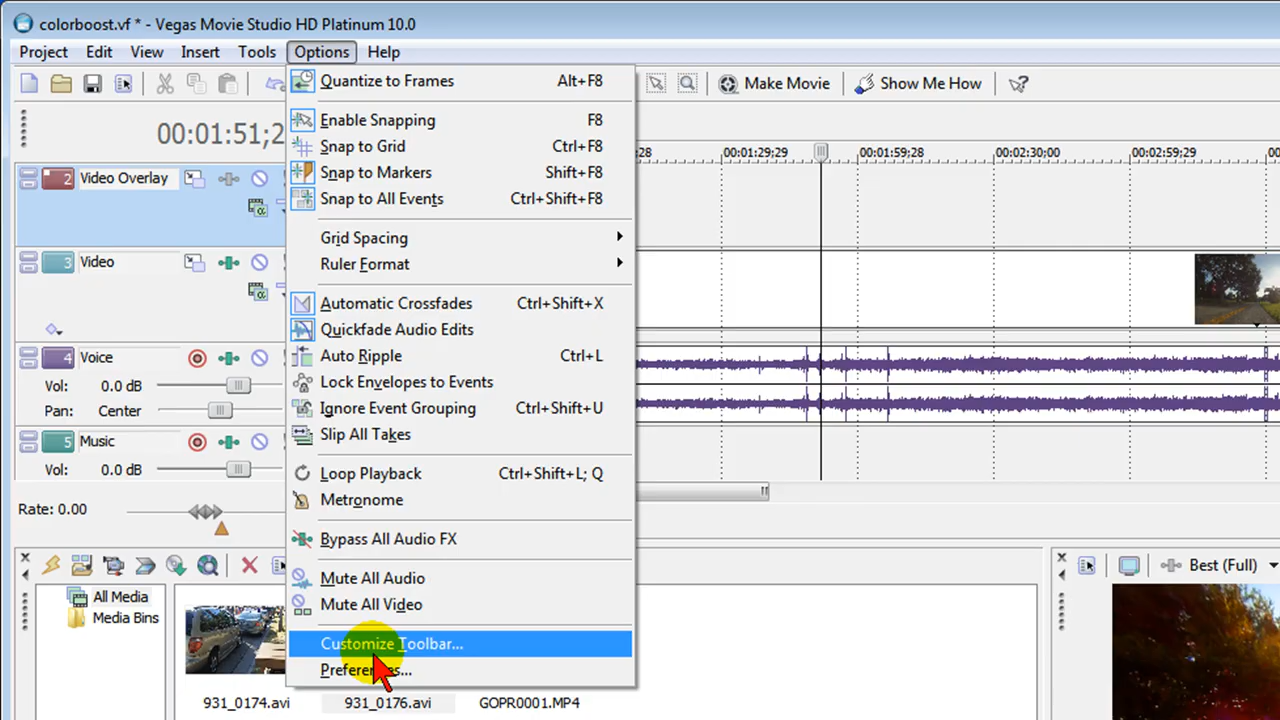 colorboost.vf * - Vegas Movie Studio HD Platinum 10.0
Project Edit View Insert Tools Options Help
Make Movie Show Me How
Quantize to Frames Alt+F8
Enable Snapping F8
Snap to Grid Ctrl+F8
Snap to Markers Shift+F8
Snap to All Events Ctrl+Shift+F8
Grid Spacing
Ruler Format
Automatic Crossfades Ctrl+Shift+X
Quickfade Audio Edits
Auto Ripple Ctrl+L
Lock Envelopes to Events
Ignore Event Grouping Ctrl+Shift+U
Slip All Takes
Loop Playback Ctrl+Shift+L; Q
Metronome
Bypass All Audio FX
Mute All Audio
Mute All Video
Customize Toolbar...
Preferences...
00:01:51;2
:28 00:01:29;29 00:01:59;28 00:02:30;00 00:02:59;29 00
2 Video Overlay
3 Video
4 Voice
Vol: 0.0 dB
Pan: Center
5 Music
Vol: 0.0 dB
Rate: 0.00
Best (Full)
All Media
Media Bins
931_0174.avi 931_0176.avi GOPR0001.MP4